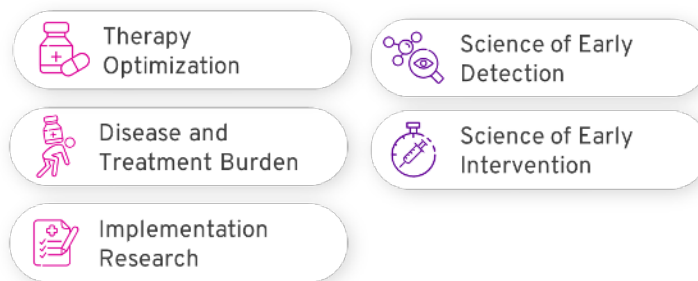 Therapy
Optimization
Disease and
Treatment Burden
Implementation
Research
Science of Early
Detection
Science of Early
Intervention